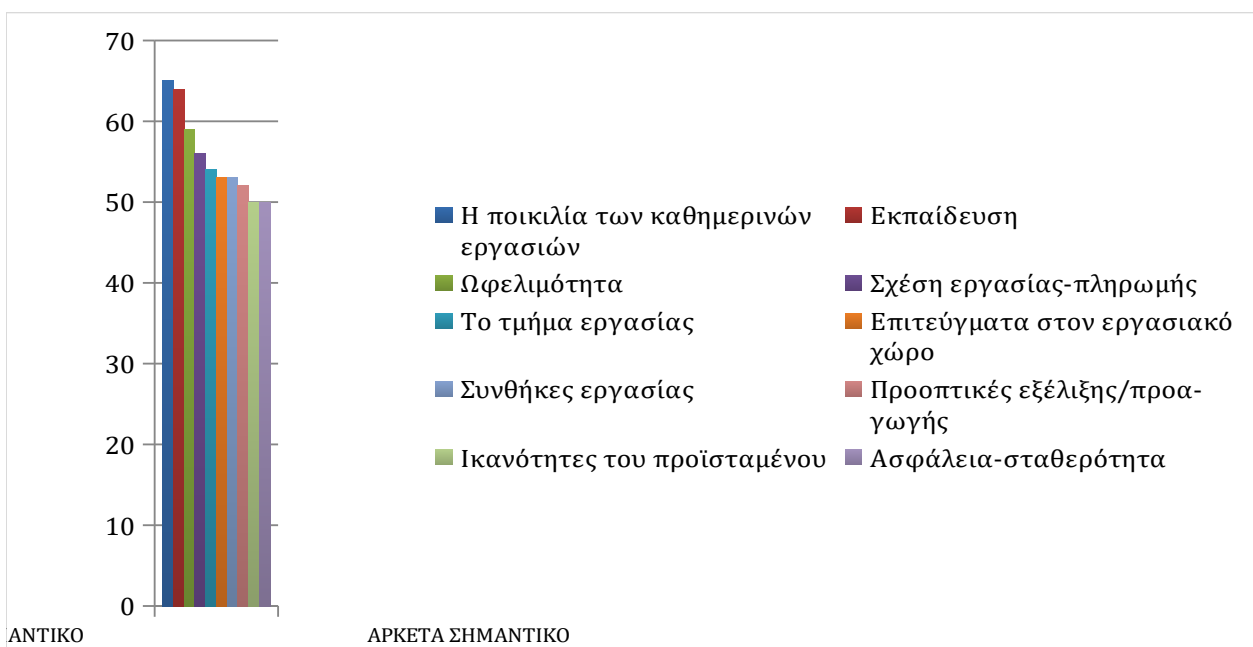 70
60
50
40
30
20
10
0
Η ποικιλία των καθημερινών
εργασιών
Εκπαίδευση
Ωφελιμότητα
Σχέση εργασίας-πληρωμής
Το τμήμα εργασίας
Επιτεύγματα στον εργασιακό
χώρο
Συνθήκες εργασίας
Προοπτικές εξέλιξης/προα-
γωγής
Ικανότητες του προϊσταμένου
Ασφάλεια-σταθερότητα
ΑΝΤΙΚΟ
ΑΡΚΕΤΑ ΣΗΜΑΝΤΙΚΟ